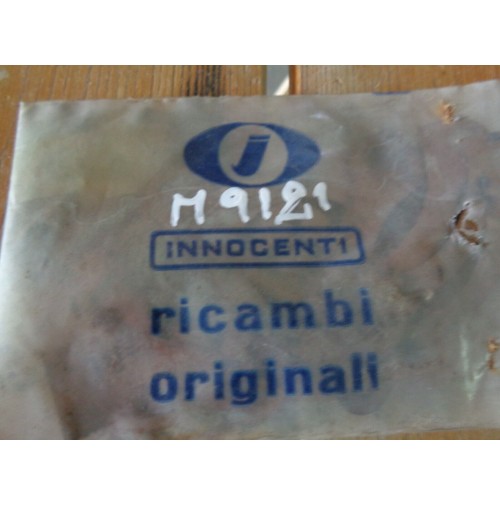 j
M9121
INNOCENTI
ricambi
originali